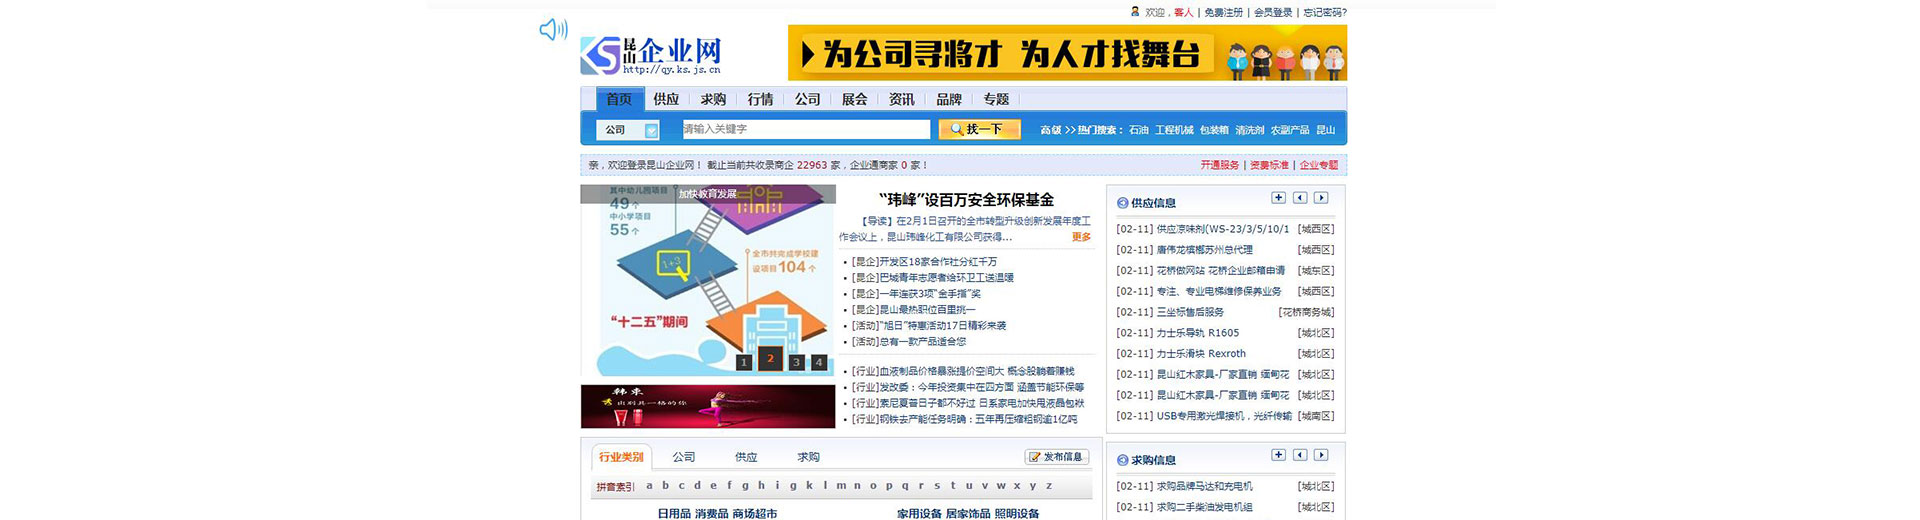 欢迎，客人 | 免费注册 | 会员登录 | 忘记密码?
KS 昆山 企业网
http://qy.ks.js.cn
为公司寻将才 为人才找舞台
首页 供应 求购 行情 公司 展会 资讯 品牌 专题
公司 请输入关键字 找一下 高级 >> 热门搜索： 石油 工程机械 包装箱 清洗剂 农副产品 昆山
亲，欢迎登录昆山企业网！ 截止当前共收录商企 22963 家，企业通商家 0 家！
开通服务 | 资费标准 | 企业专题
加快教育发展
其中幼儿园项目
49个
中小学项目
55个
1+3
全市共完成学校建
设项目104个
“十二五”期间
1 2 3 4
韩束
“玮峰”设百万安全环保基金
【导读】在2月1日召开的全市转型升级创新发展年度工
作会议上，昆山玮峰化工有限公司获得... 更多
[昆企]开发区18家合作社分红千万
[昆企]巴城青年志愿者给环卫工送温暖
[昆企]一年连获3项“金手指”奖
[昆企]昆山最热职位百里挑一
[活动]“旭日”特惠活动17日精彩来袭
[活动]总有一款产品适合您
[行业]血液制品价格暴涨提价空间大 概念股躺着赚钱
[行业]发改委：今年投资集中在四方面 涵盖节能环保等
[行业]索尼夏普日子都不好过 日系家电加快甩液晶包袱
[行业]钢铁去产能任务明确：五年再压缩粗钢逾1亿吨
供应信息
[02-11] 供应凉味剂(WS-23/3/5/10/1 [城西区]
[02-11] 唐伟龙槟榔苏州总代理 [城西区]
[02-11] 花桥做网站 花桥企业邮箱申请 [城东区]
[02-11] 专注、专业电梯维修保养业务 [城西区]
[02-11] 三坐标售后服务 [花桥商务城]
[02-11] 力士乐导轨 R1605 [城北区]
[02-11] 力士乐滑块 Rexroth [城北区]
[02-11] 昆山红木家具-厂家直销 缅甸花 [城北区]
[02-11] 昆山红木家具-厂家直销 缅甸花 [城北区]
[02-11] USB专用激光焊接机，光纤传输 [城南区]
行业类别 公司 供应 求购 发布信息
拼音索引 a b c d e f g h i g k l m n o p q r s t u v w x y z
日用品 消费品 商场超市 家用设备 居家饰品 照明设备
求购信息
[02-11] 求购品牌马达和充电机 [城北区]
[02-11] 求购二手柴油发电机组 [城北区]